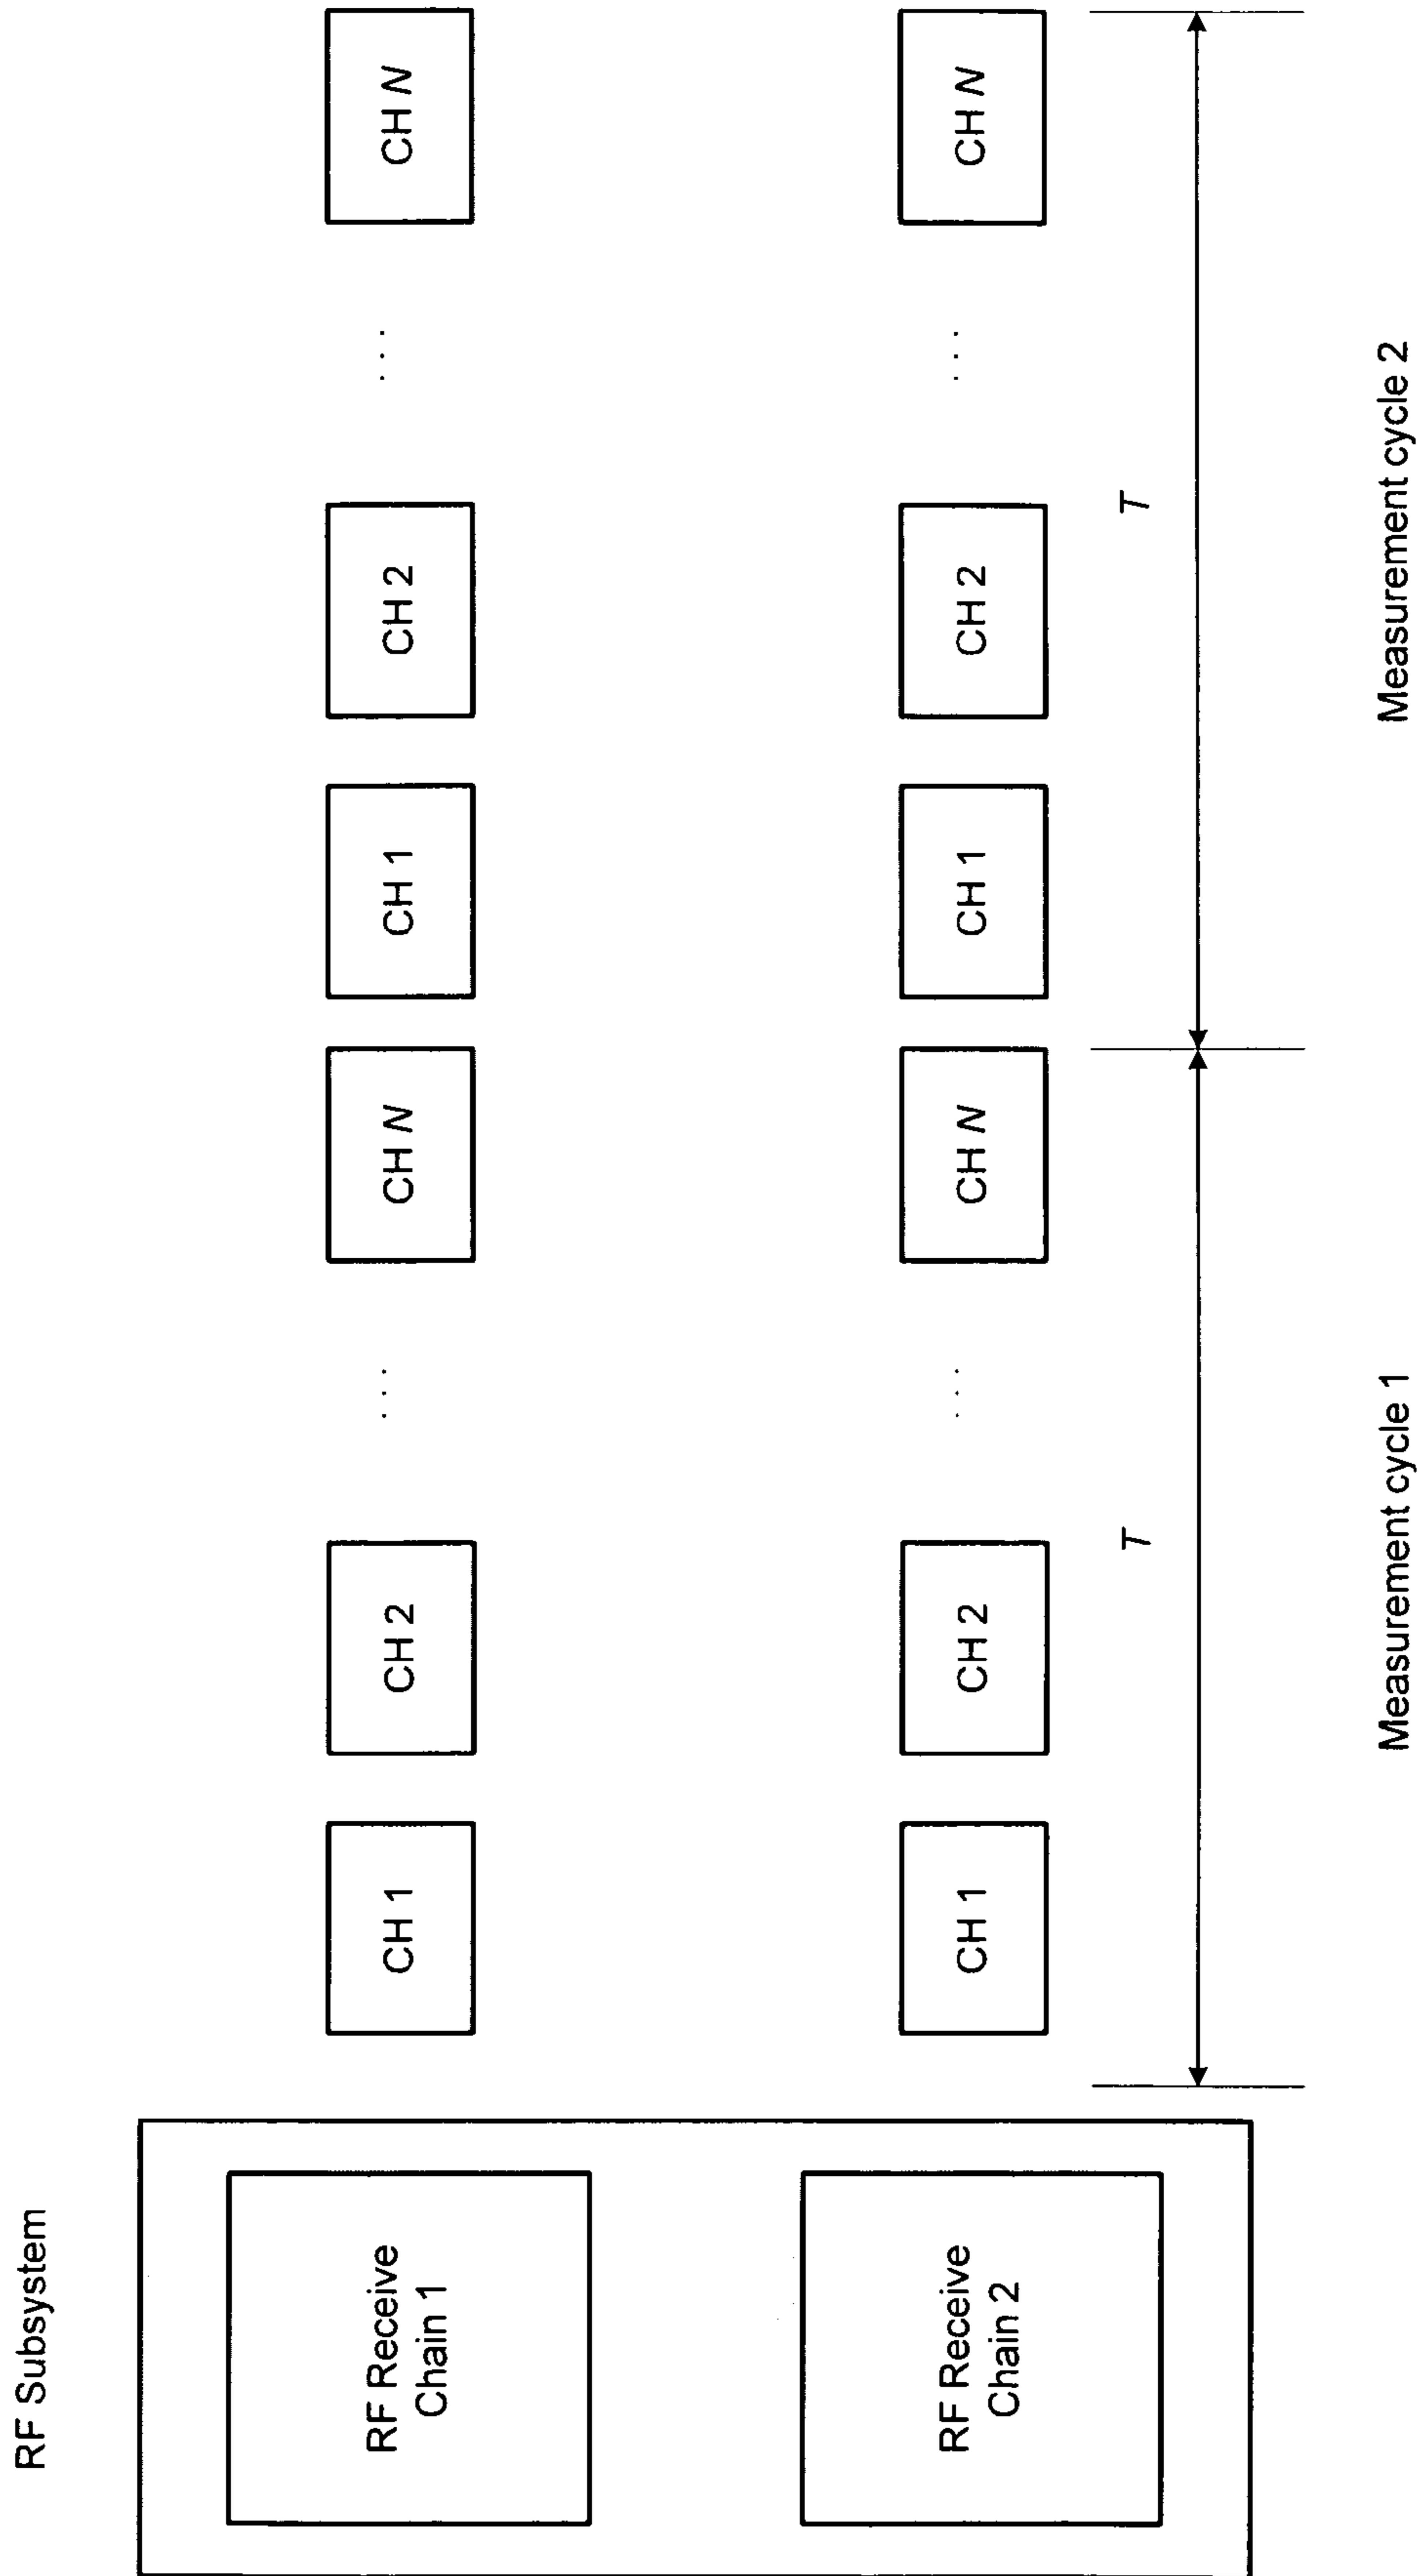 RF Subsystem
RF Receive
Chain 1
CH 1
CH 2
...
CH N
CH 1
CH 2
...
CH N
RF Receive
Chain 2
CH 1
CH 2
...
CH N
CH 1
CH 2
...
CH N
T
T
Measurement cycle 1
Measurement cycle 2